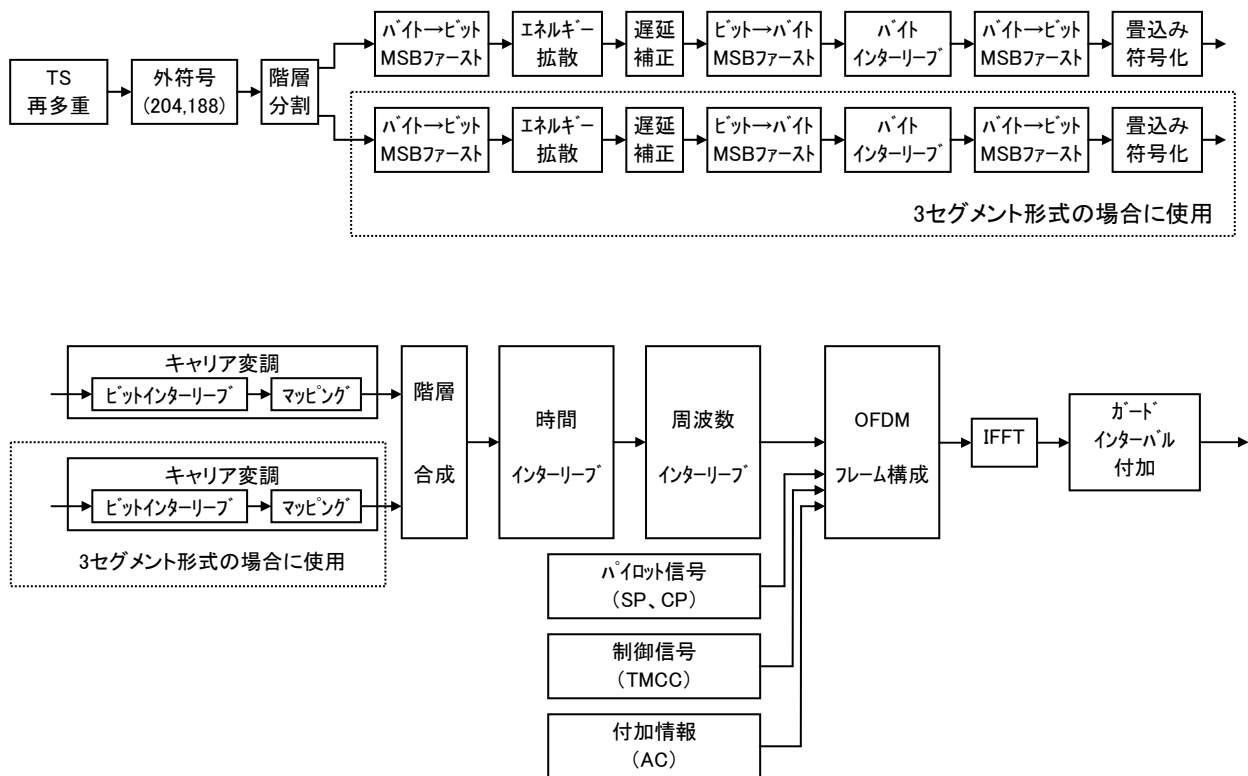 TS
再多重
外符号
(204,188)
階層
分割
ﾊﾞｲﾄ→ﾋﾞｯﾄ
MSBﾌｧｰｽﾄ
ｴﾈﾙｷﾞｰ
拡散
遅延
補正
ﾋﾞｯﾄ→ﾊﾞｲﾄ
MSBﾌｧｰｽﾄ
ﾊﾞｲﾄ
ｲﾝﾀｰﾘｰﾌﾞ
ﾊﾞｲﾄ→ﾋﾞｯﾄ
MSBﾌｧｰｽﾄ
畳込み
符号化
ﾊﾞｲﾄ→ﾋﾞｯﾄ
MSBﾌｧｰｽﾄ
ｴﾈﾙｷﾞｰ
拡散
遅延
補正
ﾋﾞｯﾄ→ﾊﾞｲﾄ
MSBﾌｧｰｽﾄ
ﾊﾞｲﾄ
ｲﾝﾀｰﾘｰﾌﾞ
ﾊﾞｲﾄ→ﾋﾞｯﾄ
MSBﾌｧｰｽﾄ
畳込み
符号化
3セグメント形式の場合に使用
キャリア変調
ﾋﾞｯﾄｲﾝﾀｰﾘｰﾌﾞ
ﾏｯﾋﾟﾝｸﾞ
キャリア変調
ﾋﾞｯﾄｲﾝﾀｰﾘｰﾌﾞ
ﾏｯﾋﾟﾝｸﾞ
3セグメント形式の場合に使用
階層
合成
時間
ｲﾝﾀｰﾘｰﾌﾞ
周波数
ｲﾝﾀｰﾘｰﾌﾞ
OFDM
ﾌﾚｰﾑ構成
IFFT
ｶﾞｰﾄﾞ
ｲﾝﾀｰﾊﾞﾙ
付加
ﾊﾟｲﾛｯﾄ信号
（SP、CP）
制御信号
（TMCC）
付加情報
（AC）